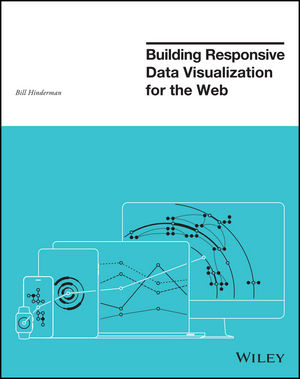 Building Responsive
Data Visualization
for the Web
Bill Hinderman
WILEY